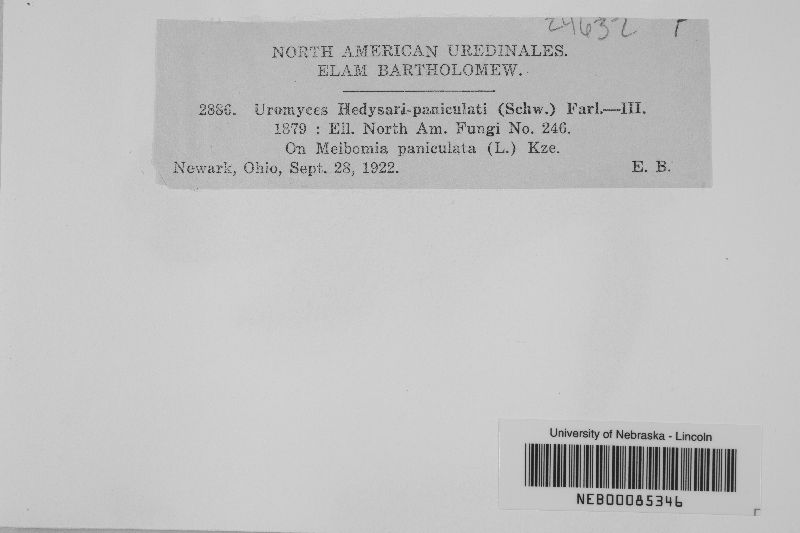 24632 Γ
NORTH AMERICAN UREDINALES.
ELAM BARTHOLOMEW.
2886. Uromyces Hedysari-paniculati (Schw.) Farl.—III.
1879 : Ell. North Am. Fungi No. 246.
On Meibomia paniculata (L.) Kze.
Newark, Ohio, Sept. 28, 1922. E. B.
University of Nebraska - Lincoln
NEB00085346